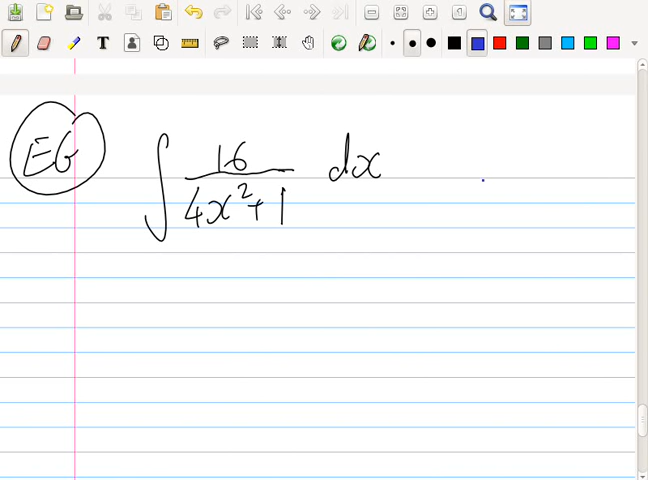 EG ∫ 16/(4x²+1) dx